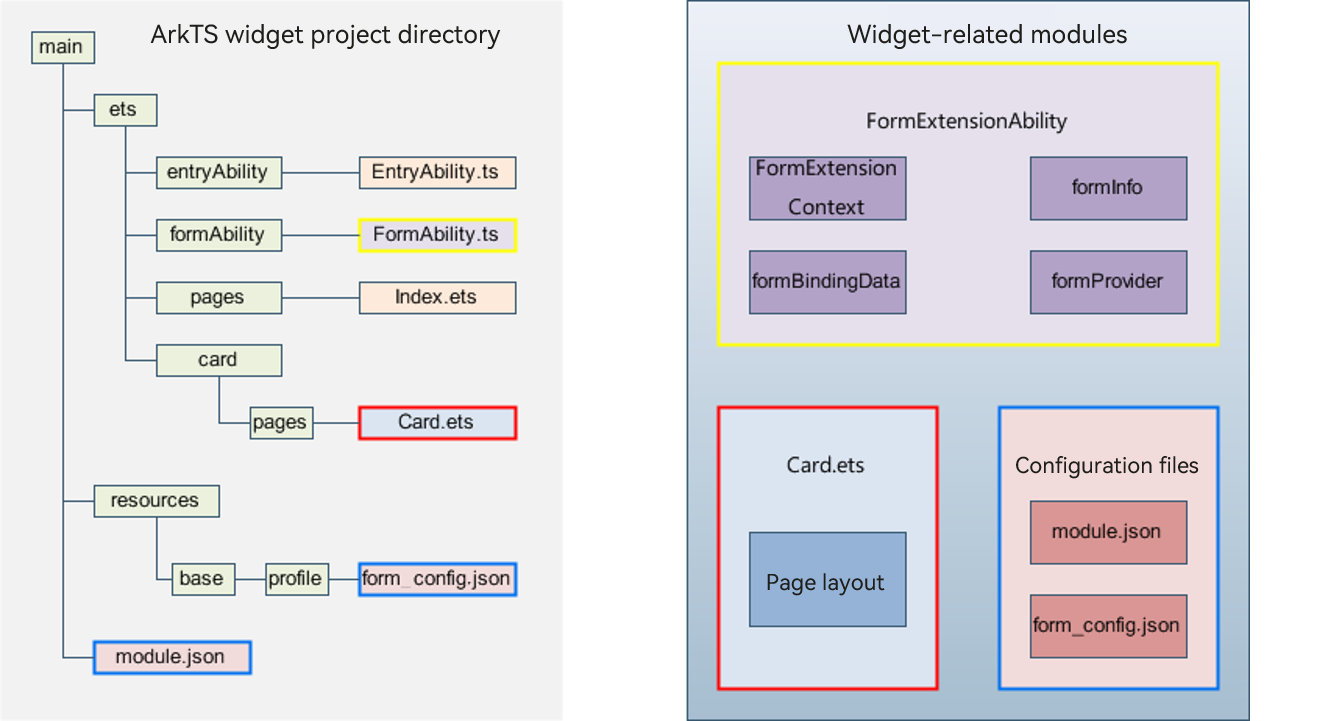 ArkTS widget project directory
main
ets
entryAbility
EntryAbility.ts
formAbility
FormAbility.ts
pages
Index.ets
card
pages
Card.ets
resources
base
profile
form_config.json
module.json
Widget-related modules
FormExtensionAbility
FormExtension
Context
formInfo
formBindingData
formProvider
Card.ets
Page layout
Configuration files
module.json
form_config.json